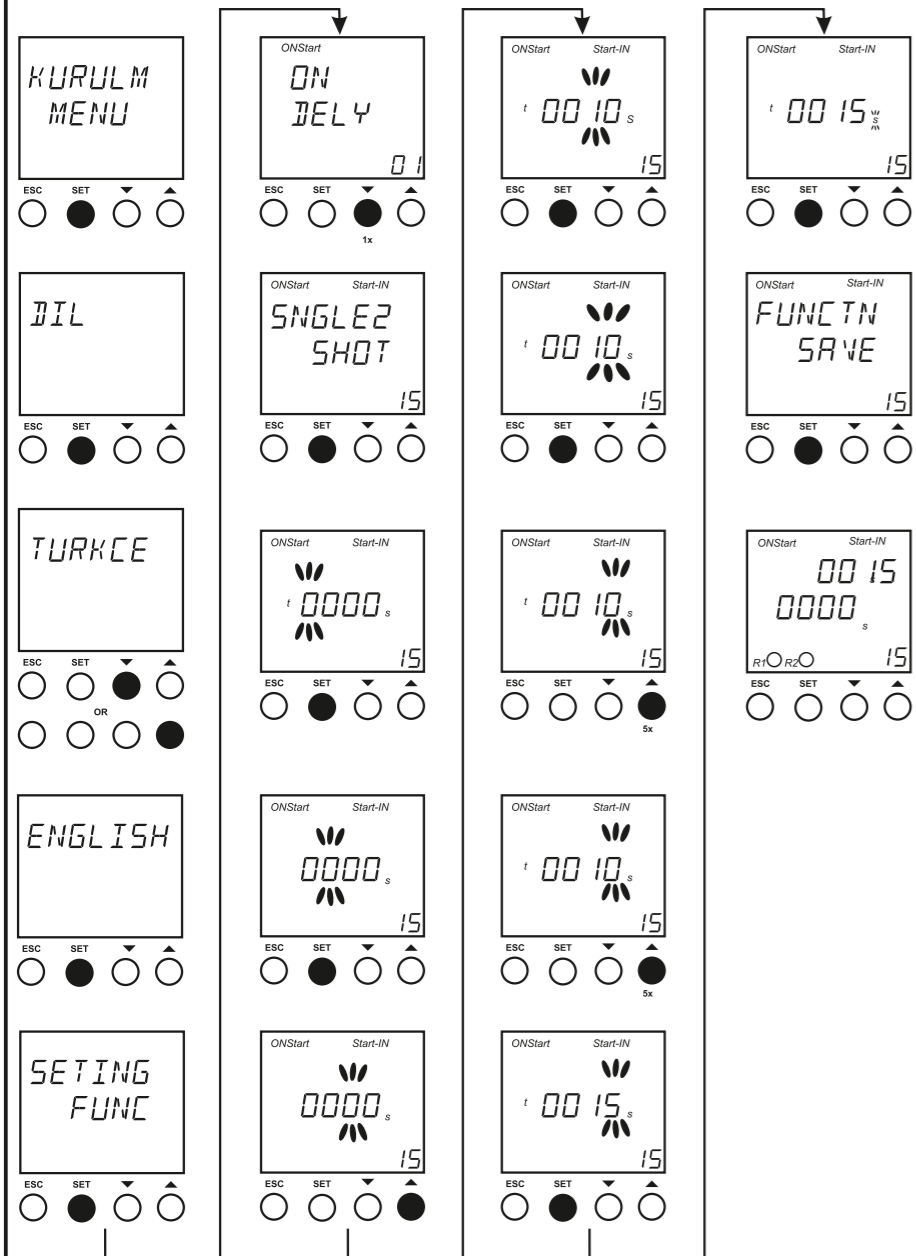 KURULM
MENU
ESC SET ▼ ▲
DIL
ESC SET ▼ ▲
TURKCE
ESC SET ▼ ▲
OR
ENGLISH
ESC SET ▼ ▲
SETING
FUNC
ESC SET ▼ ▲
ONStart
ON
DELY
01
ESC SET ▼ ▲
1x
ONStart Start-IN
SNGLE2
SHOT
15
ESC SET ▼ ▲
ONStart Start-IN
t 0000 s
15
ESC SET ▼ ▲
ONStart Start-IN
0000 s
15
ESC SET ▼ ▲
ONStart Start-IN
0000 s
15
ESC SET ▼ ▲
ONStart Start-IN
t 0010 s
15
ESC SET ▼ ▲
ONStart Start-IN
t 0010 s
15
ESC SET ▼ ▲
ONStart Start-IN
t 0010 s
15
ESC SET ▼ ▲
5x
ONStart Start-IN
t 0010 s
15
ESC SET ▼ ▲
5x
ONStart Start-IN
t 0015 s
15
ESC SET ▼ ▲
ONStart Start-IN
t 0015 s
15
ESC SET ▼ ▲
ONStart Start-IN
FUNCTN
SAVE
15
ESC SET ▼ ▲
ONStart Start-IN
0015
0000 s
R1 R2 15
ESC SET ▼ ▲